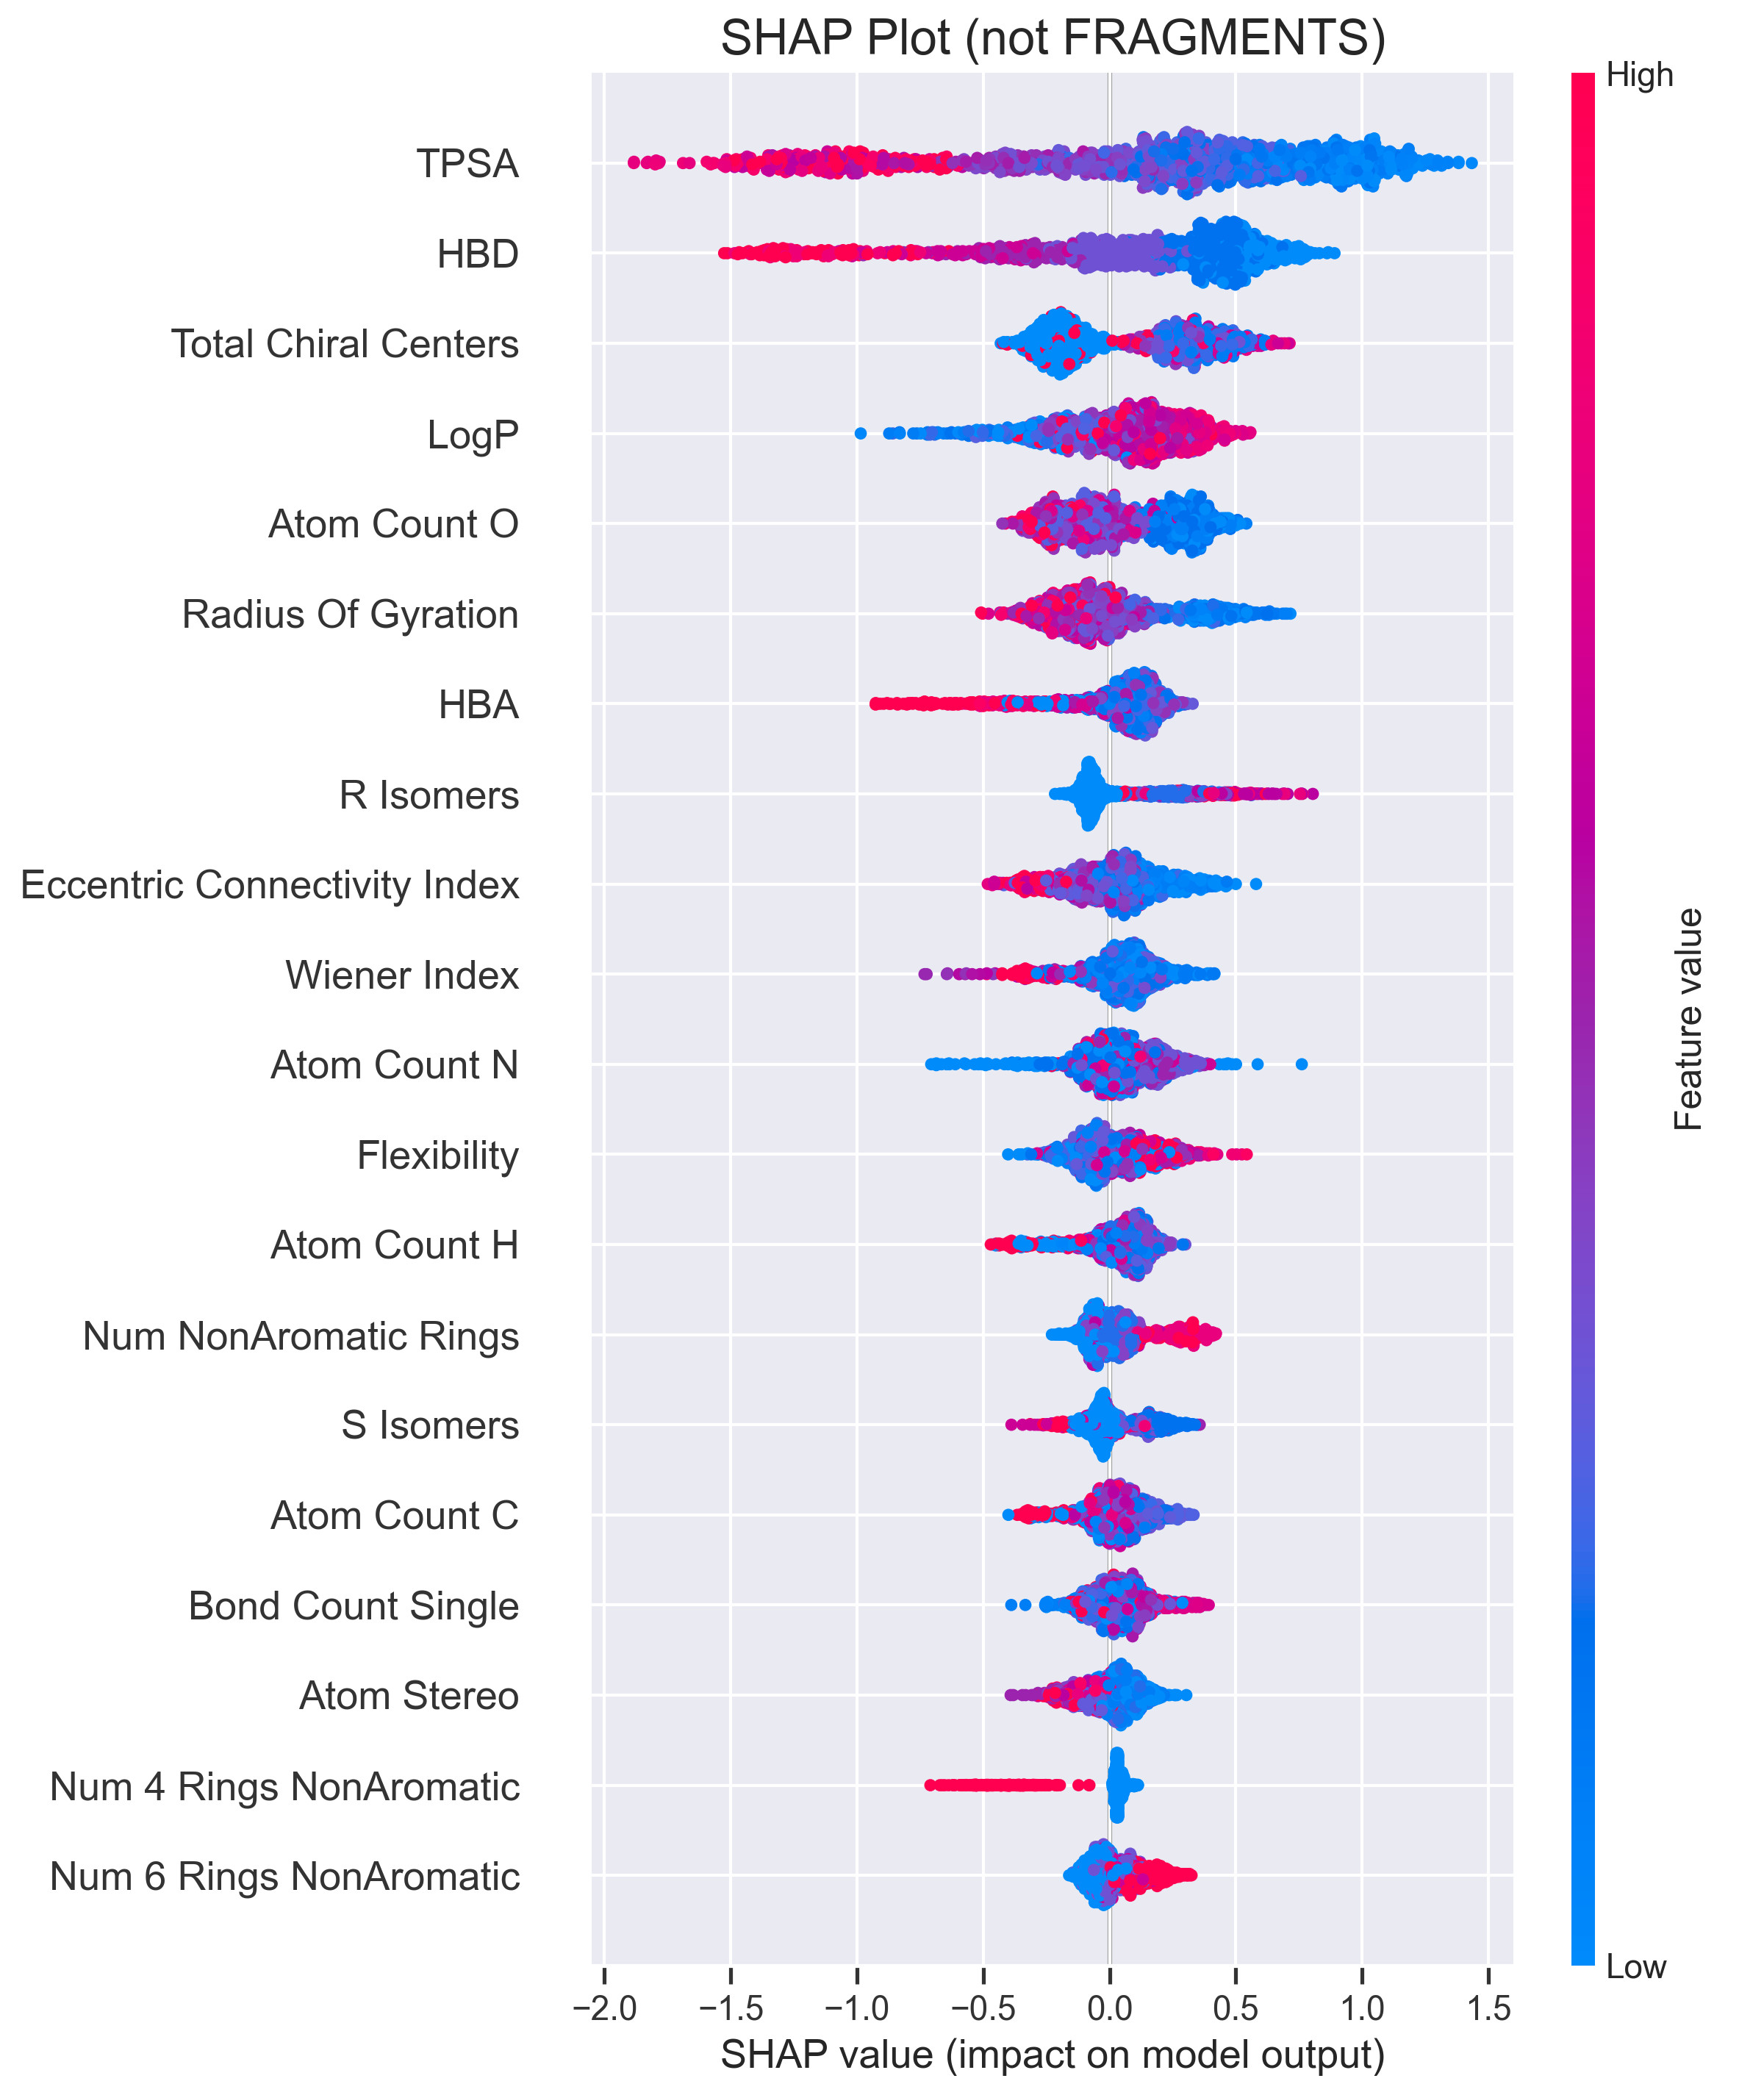 SHAP Plot (not FRAGMENTS)
High
TPSA
HBD
Total Chiral Centers
LogP
Atom Count O
Radius Of Gyration
HBA
R Isomers
Eccentric Connectivity Index
Wiener Index
Atom Count N
Flexibility
Atom Count H
Num NonAromatic Rings
S Isomers
Atom Count C
Bond Count Single
Atom Stereo
Num 4 Rings NonAromatic
Num 6 Rings NonAromatic
Feature value
Low
−2.0 −1.5 −1.0 −0.5 0.0 0.5 1.0 1.5
SHAP value (impact on model output)